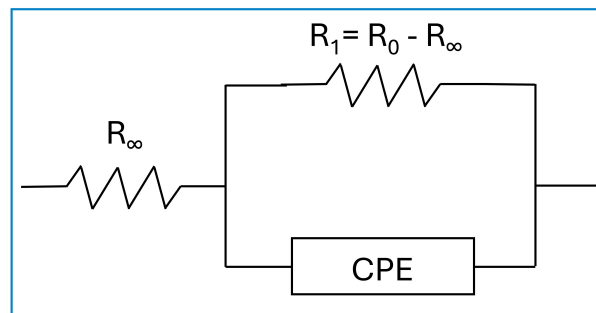 R₁ = R₀ - R∞
R∞
CPE